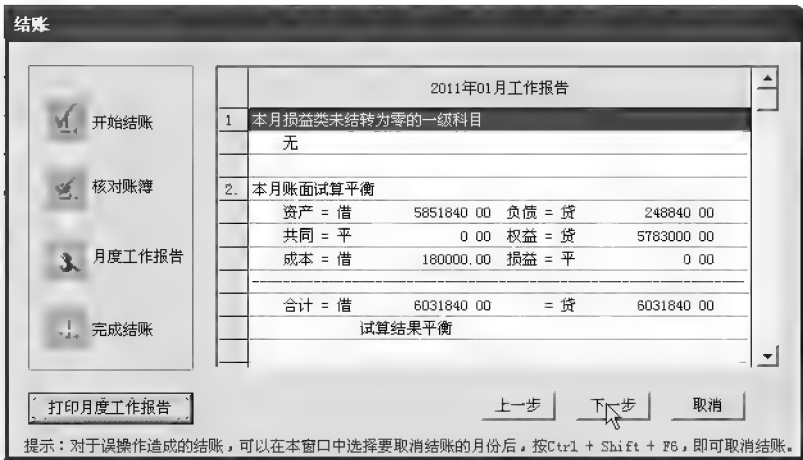 结账
开始结账
核对账簿
月度工作报告
完成结账
2011年01月工作报告
1 本月损益类未结转为零的一级科目
无
2. 本月账面试算平衡
资产 = 借 5851840 00 负债 = 贷 248840 00
共同 = 平 0 00 权益 = 贷 5783000 00
成本 = 借 180000.00 损益 = 平 0 00
合计 = 借 6031840 00 = 贷 6031840 00
试算结果平衡
打印月度工作报告 上一步 下一步 取消
提示：对于误操作造成的结账，可以在本窗口中选择要取消结账的月份后，按Ctrl + Shift + F6，即可取消结账。